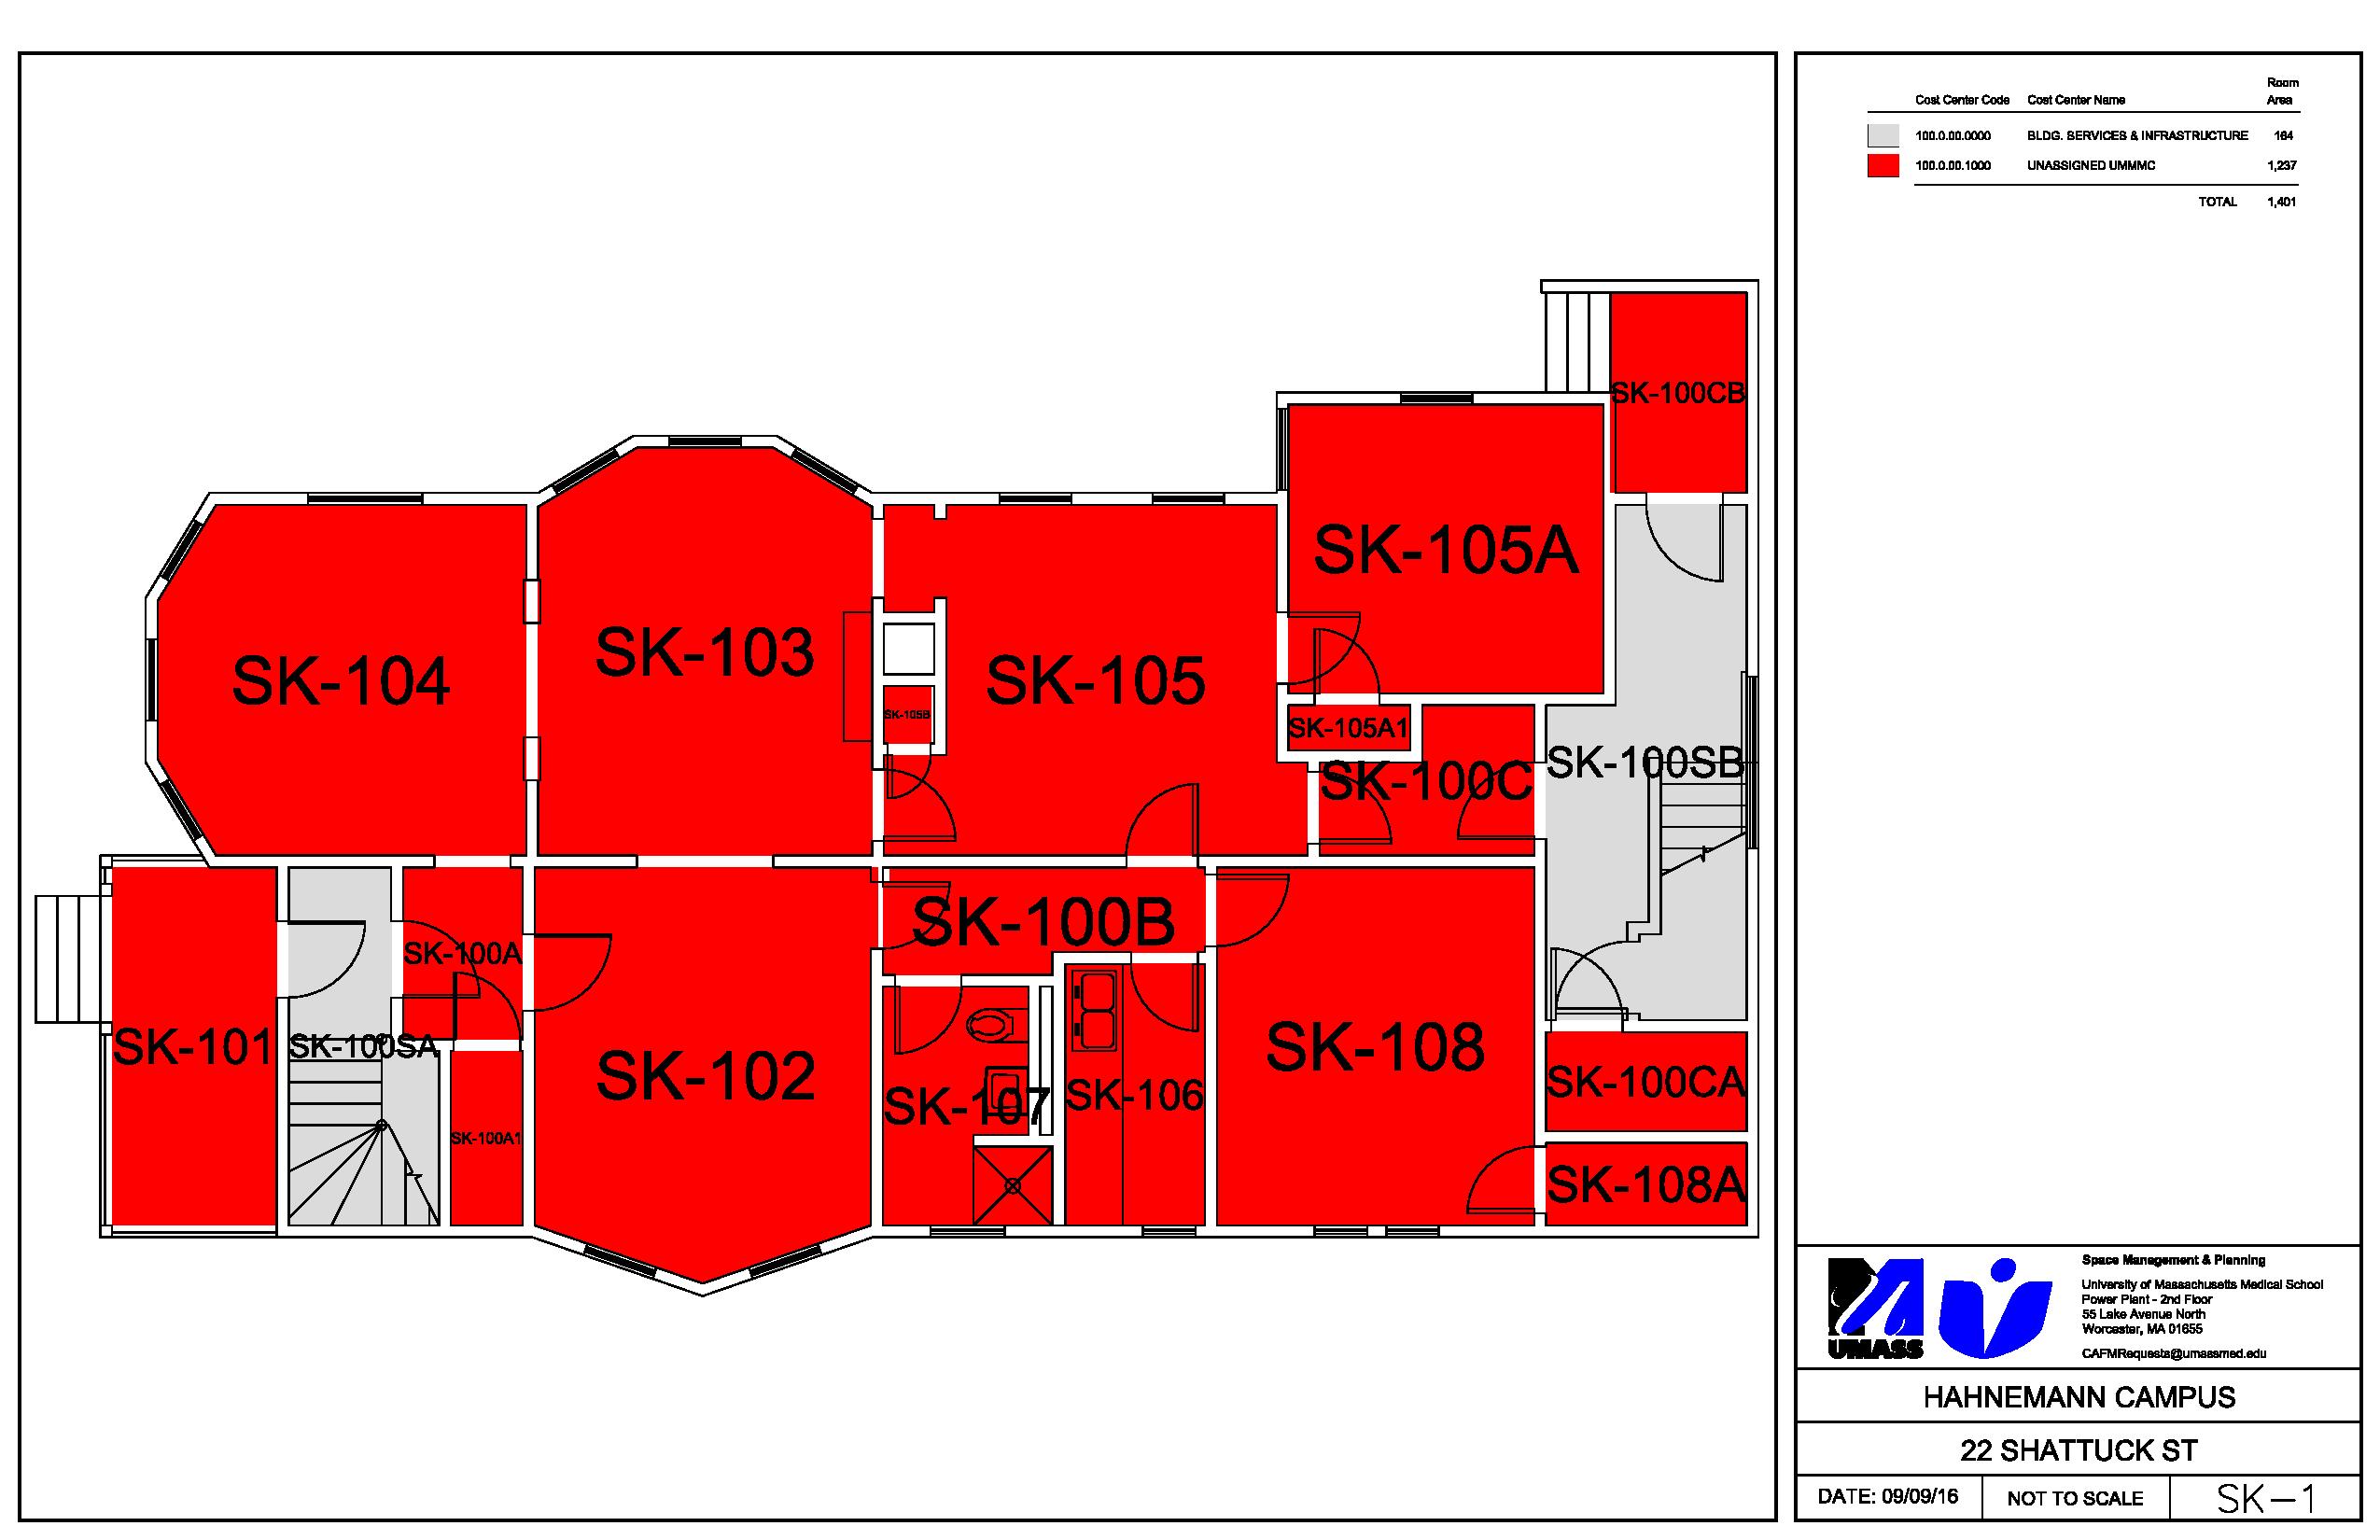 Room
Cost Center Code Cost Center Name Area
100.0.00.0000 BLDG. SERVICES & INFRASTRUCTURE 164
100.0.00.1000 UNASSIGNED UMMMC 1,237
TOTAL 1,401
SK-100CB
SK-105A
SK-103
SK-104
SK-105
SK-105B
SK-105A1
SK-100C
SK-100SB
SK-100B
SK-100A
SK-101
SK-100SA
SK-102
SK-108
SK-107
SK-106
SK-100CA
SK-100A1
SK-108A
UMASS
Space Management & Planning
University of Massachusetts Medical School
Power Plant - 2nd Floor
55 Lake Avenue North
Worcester, MA 01655
CAFMRequests@umassmed.edu
HAHNEMANN CAMPUS
22 SHATTUCK ST
DATE: 09/09/16 NOT TO SCALE SK-1